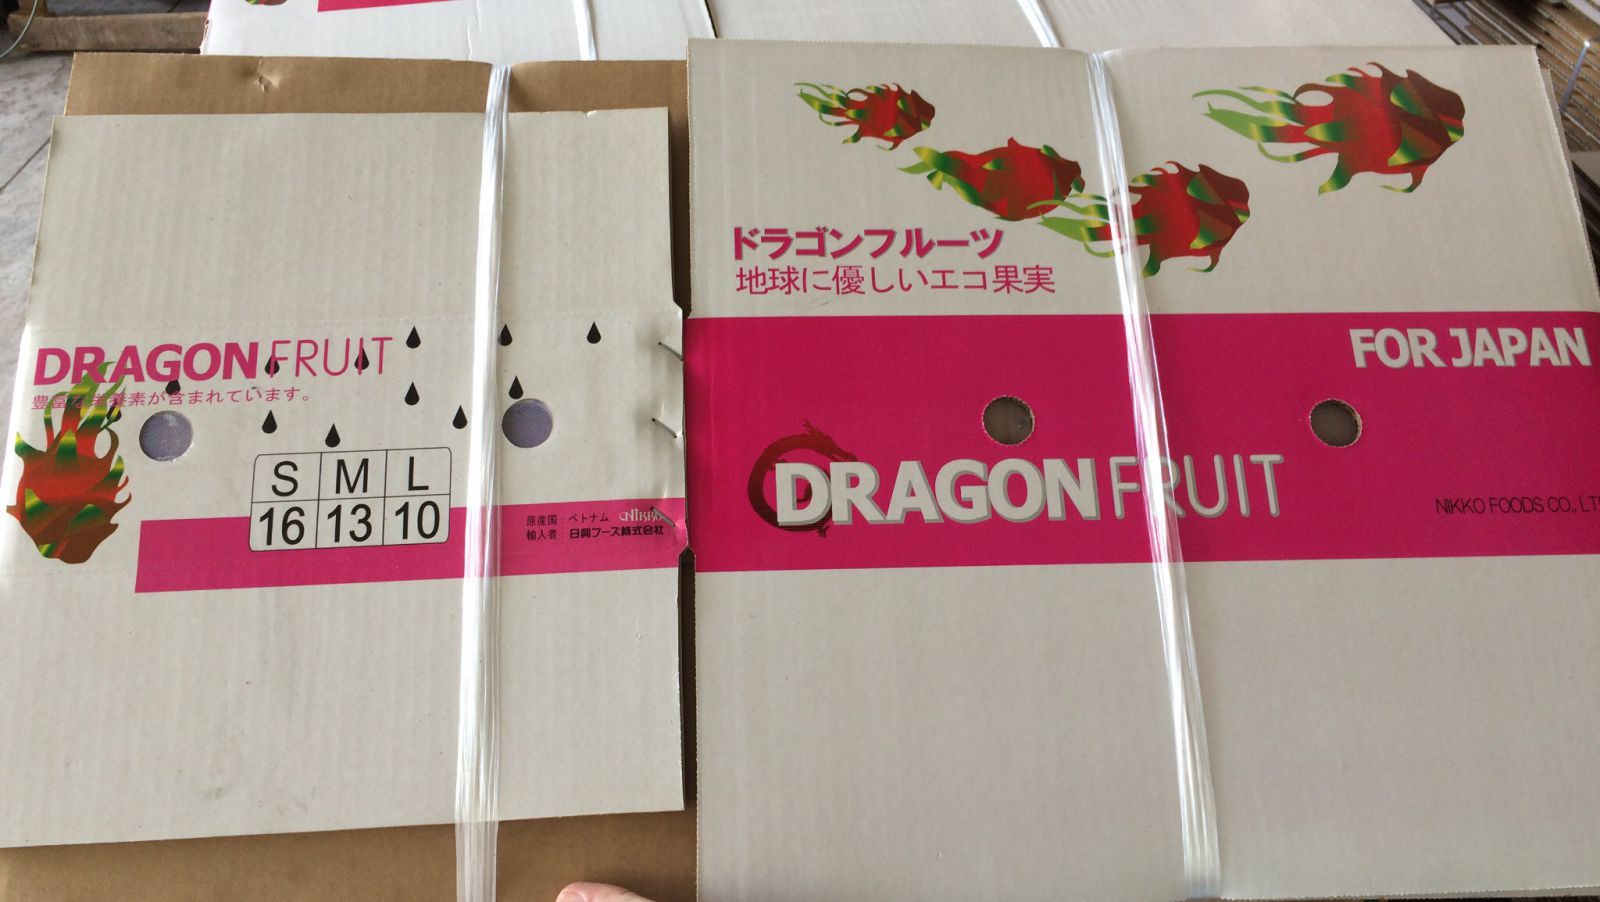 DRAGON FRUIT
豊富な栄養素が含まれています。
S M L
16 13 10
原産国：ベトナム NIKKO
輸入者：日興フーズ株式会社
ドラゴンフルーツ
地球に優しいエコ果実
FOR JAPAN
DRAGON FRUIT
NIKKO FOODS CO., LT